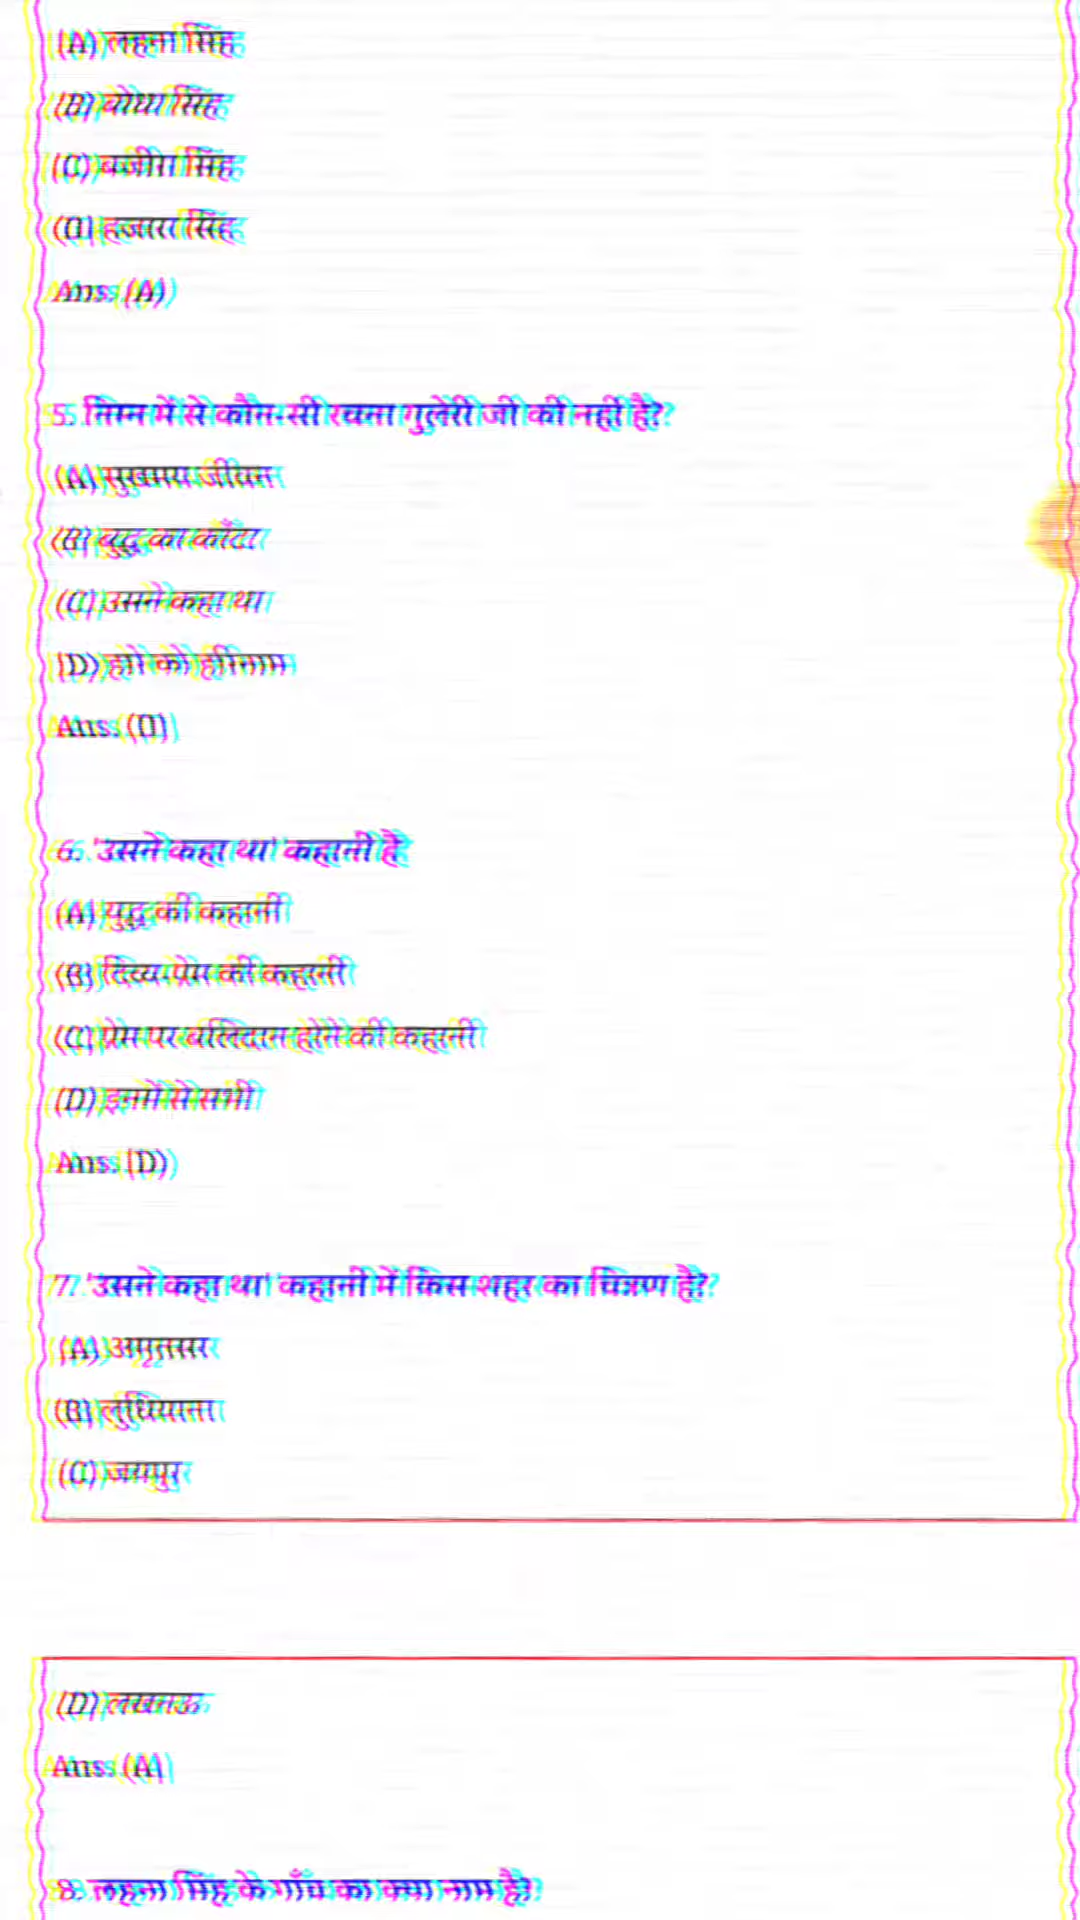 (A) लहना सिंह
(B) बोधा सिंह
(C) वजीरा सिंह
(D) हजारा सिंह
Ans. (A)
5. निम्न में से कौन-सी रचना गुलेरी जी की नहीं है?
(A) सुखमय जीवन
(B) बुद्धू का काँटा
(C) उसने कहा था
(D) हारे को हरिनाम
Ans. (D)
6. 'उसने कहा था' कहानी है
(A) युद्ध की कहानी
(B) दिव्य-प्रेम की कहानी
(C) प्रेम पर बलिदान होने की कहानी
(D) इनमें से सभी
Ans. (D)
7. 'उसने कहा था' कहानी में किस शहर का चित्रण है?
(A) अमृतसर
(B) लुधियाना
(C) जयपुर
(D) लखनऊ
Ans. (A)
8. लहना सिंह के गाँव का क्या नाम है?